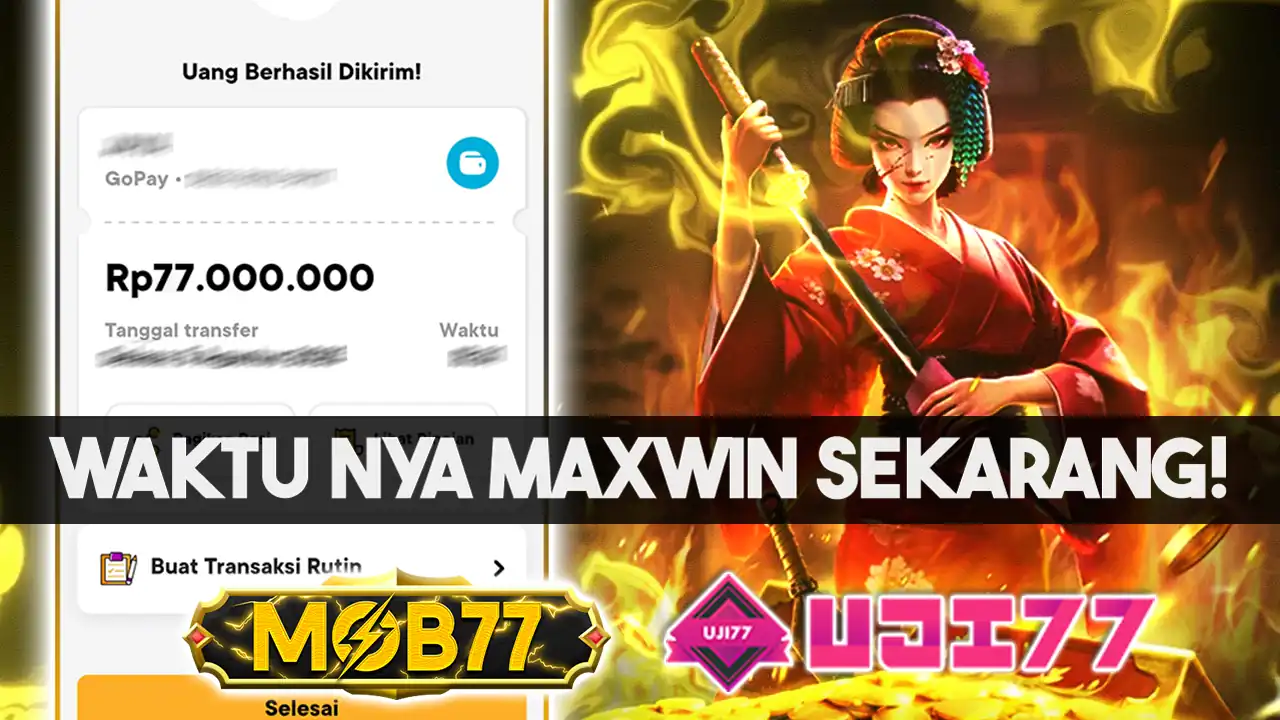 Uang Berhasil Dikirim!
GoPay •
Rp77.000.000
Tanggal transfer
Waktu
WAKTU NYA MAXWIN SEKARANG!
Buat Transaksi Rutin
MOB77
UJI77
UJI77
Selesai